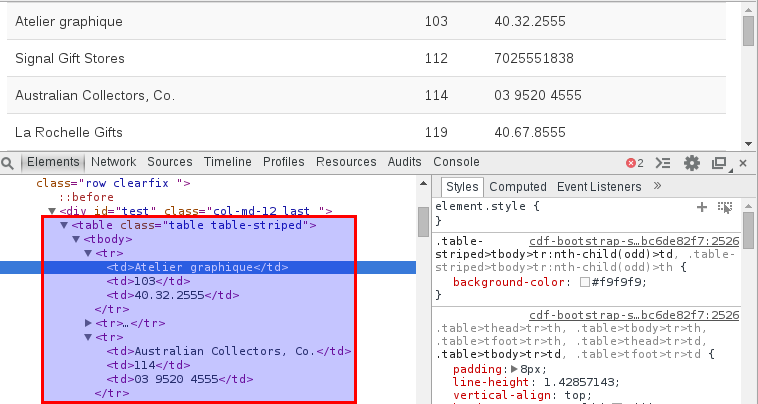 Atelier graphique 103 40.32.2555
Signal Gift Stores 112 7025551838
Australian Collectors, Co. 114 03 9520 4555
La Rochelle Gifts 119 40.67.8555
Elements Network Sources Timeline Profiles Resources Audits Console 2
class="row clearfix ">
::before
▼<div id="test" class="col-md-12 last ">
▼<table class="table table-striped">
▼<tbody>
▼<tr>
<td>Atelier graphique</td>
<td>103</td>
<td>40.32.2555</td>
</tr>
▶<tr>…</tr>
▼<tr>
<td>Australian Collectors, Co.</td>
<td>114</td>
<td>03 9520 4555</td>
</tr>
Styles Computed Event Listeners »
element.style {
}
.table- cdf-bootstrap-s…bc6de82f7:2526
striped>tbody>tr:nth-child(odd)>td, .table-
striped>tbody>tr:nth-child(odd)>th {
background-color: #f9f9f9;
}
cdf-bootstrap-s…bc6de82f7:2526
.table>thead>tr>th, .table>tbody>tr>th,
.table>tfoot>tr>th, .table>thead>tr>td,
.table>tbody>tr>td, .table>tfoot>tr>td {
padding:▶8px;
line-height: 1.42857143;
vertical-align: top;